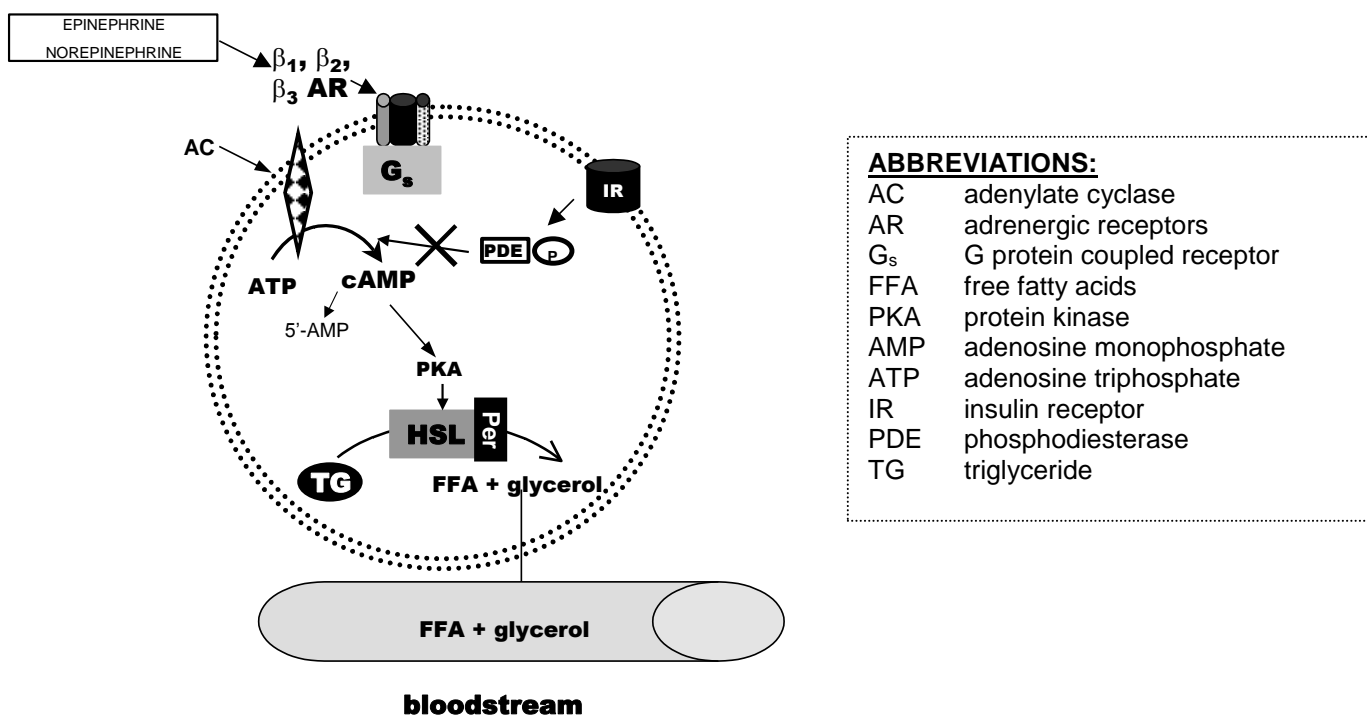 EPINEPHRINE
NOREPINEPHRINE
β1, β2,
β3 AR
AC
Gs
IR
PDE
P
ATP
cAMP
5’-AMP
PKA
HSL
Per
TG
FFA + glycerol
FFA + glycerol
bloodstream
ABBREVIATIONS:
AC adenylate cyclase
AR adrenergic receptors
Gs G protein coupled receptor
FFA free fatty acids
PKA protein kinase
AMP adenosine monophosphate
ATP adenosine triphosphate
IR insulin receptor
PDE phosphodiesterase
TG triglyceride